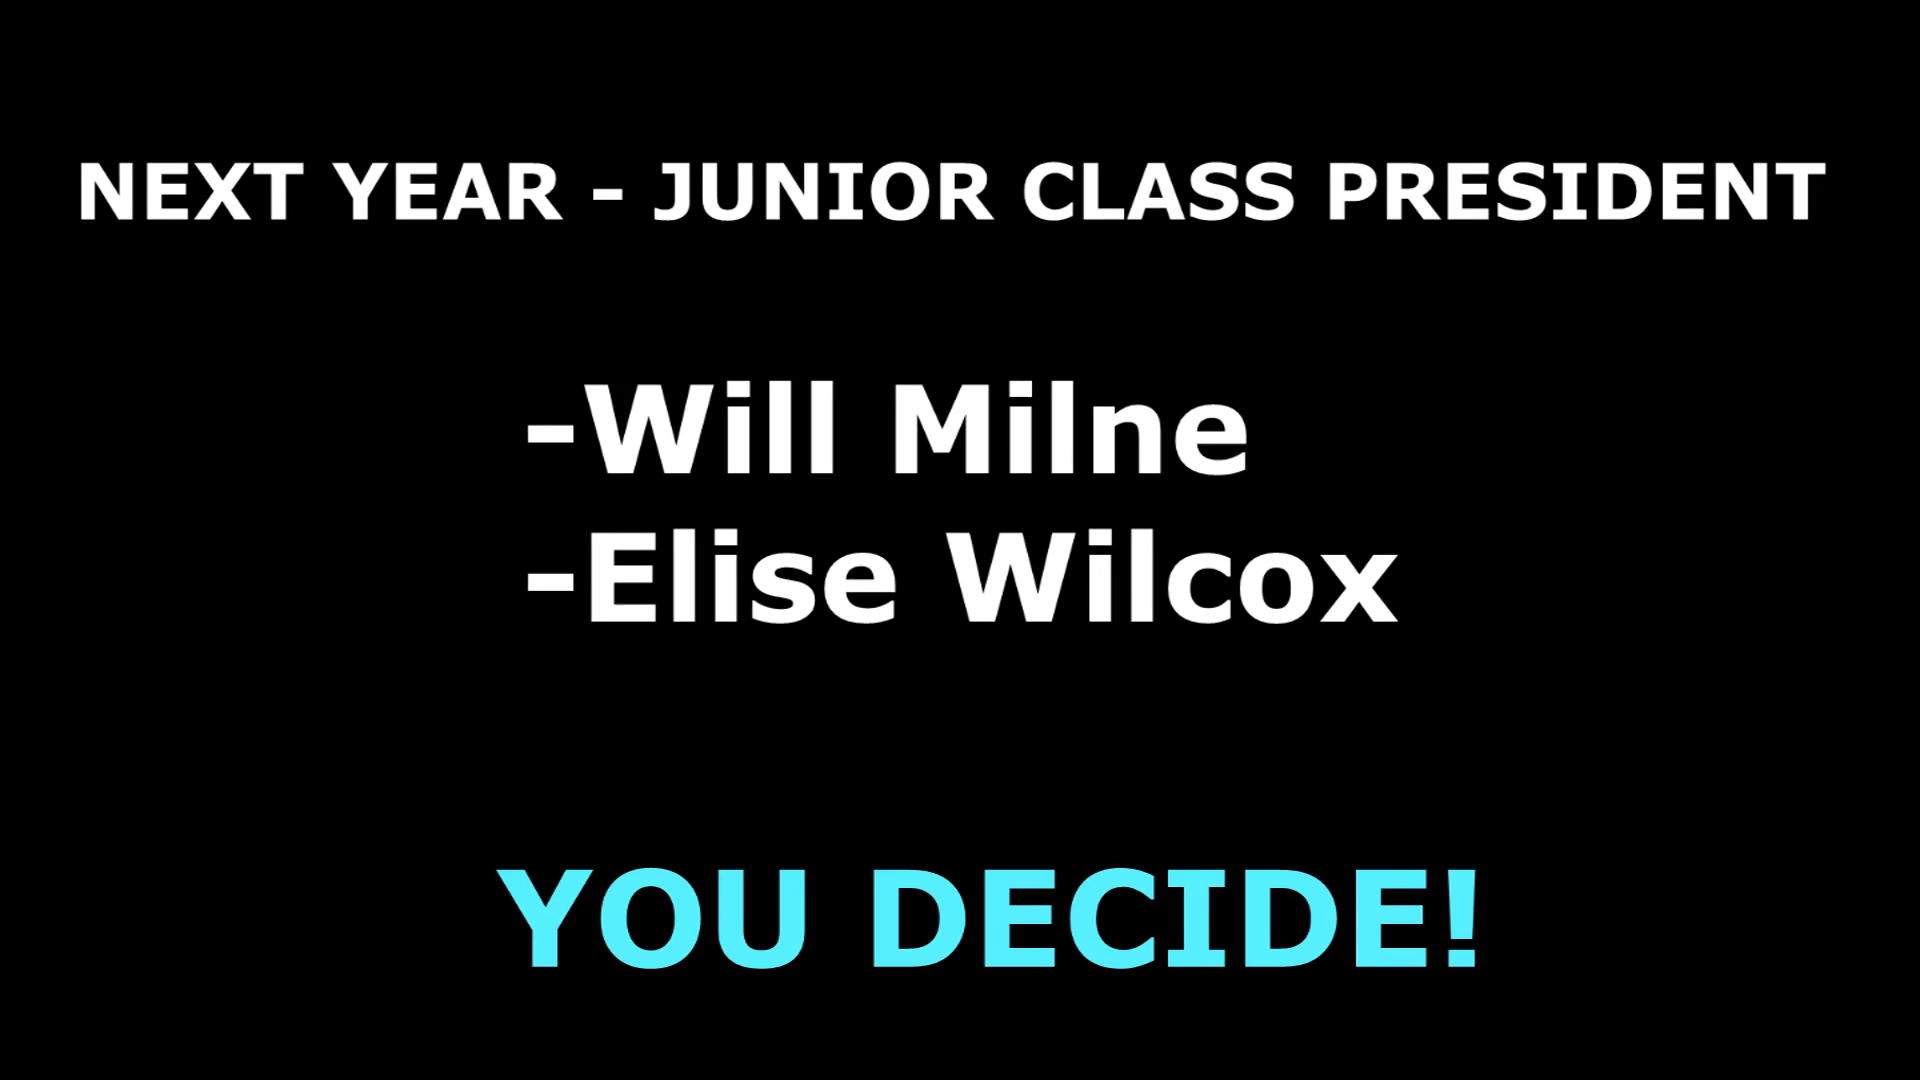 NEXT YEAR - JUNIOR CLASS PRESIDENT
-Will Milne
-Elise Wilcox
YOU DECIDE!